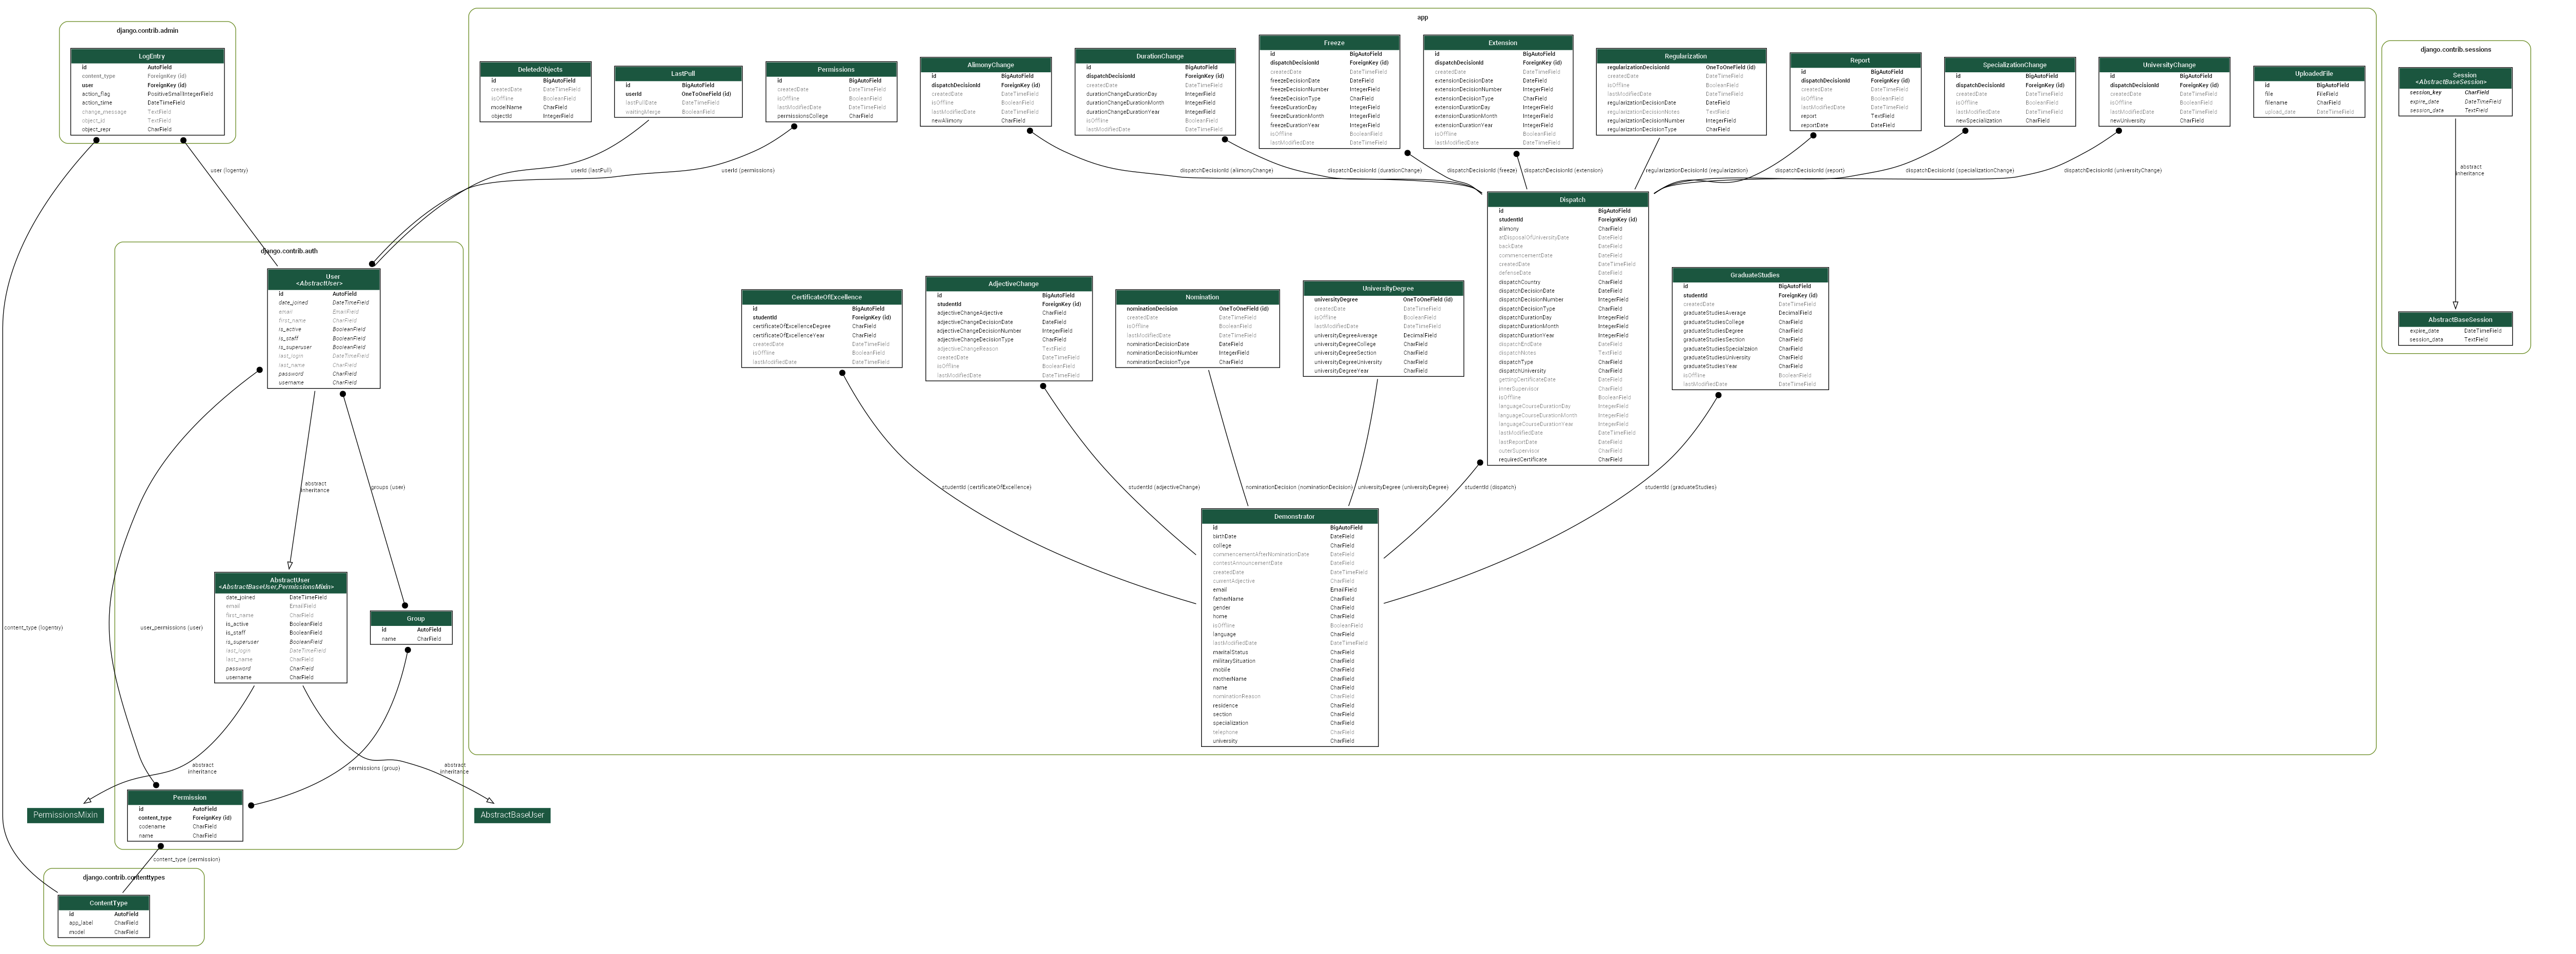 django.contrib.admin
LogEntry
id AutoField
content_type ForeignKey (id)
user ForeignKey (id)
action_flag PositiveSmallIntegerField
action_time DateTimeField
change_message TextField
object_id TextField
object_repr CharField
app
DeletedObjects
id BigAutoField
createdDate DateTimeField
isOffline BooleanField
modelName CharField
objectId IntegerField
LastPull
id BigAutoField
userId OneToOneField (id)
lastPullDate DateTimeField
waitingMerge BooleanField
Permissions
id BigAutoField
createdDate DateTimeField
isOffline BooleanField
lastModifiedDate DateTimeField
permissionsCollege CharField
AlimonyChange
id BigAutoField
dispatchDecisionId ForeignKey (id)
createdDate DateTimeField
isOffline BooleanField
lastModifiedDate DateTimeField
newAlimony CharField
DurationChange
id BigAutoField
dispatchDecisionId ForeignKey (id)
createdDate DateTimeField
durationChangeDurationDay IntegerField
durationChangeDurationMonth IntegerField
durationChangeDurationYear IntegerField
isOffline BooleanField
lastModifiedDate DateTimeField
Freeze
id BigAutoField
dispatchDecisionId ForeignKey (id)
createdDate DateTimeField
freezeDecisionDate DateField
freezeDecisionNumber IntegerField
freezeDecisionType CharField
freezeDurationDay IntegerField
freezeDurationMonth IntegerField
freezeDurationYear IntegerField
isOffline BooleanField
lastModifiedDate DateTimeField
Extension
id BigAutoField
dispatchDecisionId ForeignKey (id)
createdDate DateTimeField
extensionDecisionDate DateField
extensionDecisionNumber IntegerField
extensionDecisionType CharField
extensionDurationDay IntegerField
extensionDurationMonth IntegerField
extensionDurationYear IntegerField
isOffline BooleanField
lastModifiedDate DateTimeField
Regularization
regularizationDecisionId OneToOneField (id)
createdDate DateTimeField
isOffline BooleanField
lastModifiedDate DateTimeField
regularizationDecisionDate DateField
regularizationDecisionNotes TextField
regularizationDecisionNumber IntegerField
regularizationDecisionType CharField
Report
id BigAutoField
dispatchDecisionId ForeignKey (id)
createdDate DateTimeField
isOffline BooleanField
lastModifiedDate DateTimeField
report TextField
reportDate DateField
SpecializationChange
id BigAutoField
dispatchDecisionId ForeignKey (id)
createdDate DateTimeField
isOffline BooleanField
lastModifiedDate DateTimeField
newSpecialization CharField
UniversityChange
id BigAutoField
dispatchDecisionId ForeignKey (id)
createdDate DateTimeField
isOffline BooleanField
lastModifiedDate DateTimeField
newUniversity CharField
UploadedFile
id BigAutoField
file FileField
filename CharField
upload_date DateTimeField
django.contrib.sessions
Session
<AbstractBaseSession>
session_key CharField
expire_date DateTimeField
session_data TextField
user (logentry)
userId (lastPull)
userId (permissions)
dispatchDecisionId (alimonyChange)
dispatchDecisionId (durationChange)
dispatchDecisionId (freeze)
dispatchDecisionId (extension)
regularizationDecisionId (regularization)
dispatchDecisionId (report)
dispatchDecisionId (specializationChange)
dispatchDecisionId (universityChange)
abstract
inheritance
django.contrib.auth
User
<AbstractUser>
id AutoField
date_joined DateTimeField
email EmailField
first_name CharField
is_active BooleanField
is_staff BooleanField
is_superuser BooleanField
last_login DateTimeField
last_name CharField
password CharField
username CharField
CertificateOfExcellence
id BigAutoField
studentId ForeignKey (id)
certificateOfExcellenceDegree CharField
certificateOfExcellenceYear CharField
createdDate DateTimeField
isOffline BooleanField
lastModifiedDate DateTimeField
AdjectiveChange
id BigAutoField
studentId ForeignKey (id)
adjectiveChangeAdjective CharField
adjectiveChangeDecisionDate DateField
adjectiveChangeDecisionNumber IntegerField
adjectiveChangeDecisionType CharField
adjectiveChangeReason TextField
createdDate DateTimeField
isOffline BooleanField
lastModifiedDate DateTimeField
Nomination
nominationDecision OneToOneField (id)
createdDate DateTimeField
isOffline BooleanField
lastModifiedDate DateTimeField
nominationDecisionDate DateField
nominationDecisionNumber IntegerField
nominationDecisionType CharField
UniversityDegree
universityDegree OneToOneField (id)
createdDate DateTimeField
isOffline BooleanField
lastModifiedDate DateTimeField
universityDegreeAverage DecimalField
universityDegreeCollege CharField
universityDegreeSection CharField
universityDegreeUniversity CharField
universityDegreeYear CharField
Dispatch
id BigAutoField
studentId ForeignKey (id)
alimony CharField
atDisposalOfUniversityDate DateField
backDate DateField
commencementDate DateField
createdDate DateTimeField
defenseDate DateField
dispatchCountry CharField
dispatchDecisionDate DateField
dispatchDecisionNumber IntegerField
dispatchDecisionType CharField
dispatchDurationDay IntegerField
dispatchDurationMonth IntegerField
dispatchDurationYear IntegerField
dispatchEndDate DateField
dispatchNotes TextField
dispatchType CharField
dispatchUniversity CharField
gettingCertificateDate DateField
innerSupervisor CharField
isOffline BooleanField
languageCourseDurationDay IntegerField
languageCourseDurationMonth IntegerField
languageCourseDurationYear IntegerField
lastModifiedDate DateTimeField
lastReportDate DateField
outerSupervisor CharField
requiredCertificate CharField
GraduateStudies
id BigAutoField
studentId ForeignKey (id)
createdDate DateTimeField
graduateStudiesAverage DecimalField
graduateStudiesCollege CharField
graduateStudiesDegree CharField
graduateStudiesSection CharField
graduateStudiesSpecialzaion CharField
graduateStudiesUniversity CharField
graduateStudiesYear CharField
isOffline BooleanField
lastModifiedDate DateTimeField
AbstractBaseSession
expire_date DateTimeField
session_data TextField
abstract
inheritance
groups (user)
studentId (certificateOfExcellence)
studentId (adjectiveChange)
nominationDecision (nominationDecision)
universityDegree (universityDegree)
studentId (dispatch)
studentId (graduateStudies)
Demonstrator
id BigAutoField
birthDate DateField
college CharField
commencementAfterNominationDate DateField
contestAnnouncementDate DateField
createdDate DateTimeField
currentAdjective CharField
email EmailField
fatherName CharField
gender CharField
home CharField
isOffline BooleanField
language CharField
lastModifiedDate DateTimeField
maritalStatus CharField
militarySituation CharField
mobile CharField
motherName CharField
name CharField
nominationReason CharField
residence CharField
section CharField
specialization CharField
telephone CharField
university CharField
AbstractUser
<AbstractBaseUser,PermissionsMixin>
date_joined DateTimeField
email EmailField
first_name CharField
is_active BooleanField
is_staff BooleanField
is_superuser BooleanField
last_login DateTimeField
last_name CharField
password CharField
username CharField
Group
id AutoField
name CharField
content_type (logentry)
user_permissions (user)
abstract
inheritance
permissions (group)
abstract
inheritance
PermissionsMixin
Permission
id AutoField
content_type ForeignKey (id)
codename CharField
name CharField
AbstractBaseUser
content_type (permission)
django.contrib.contenttypes
ContentType
id AutoField
app_label CharField
model CharField